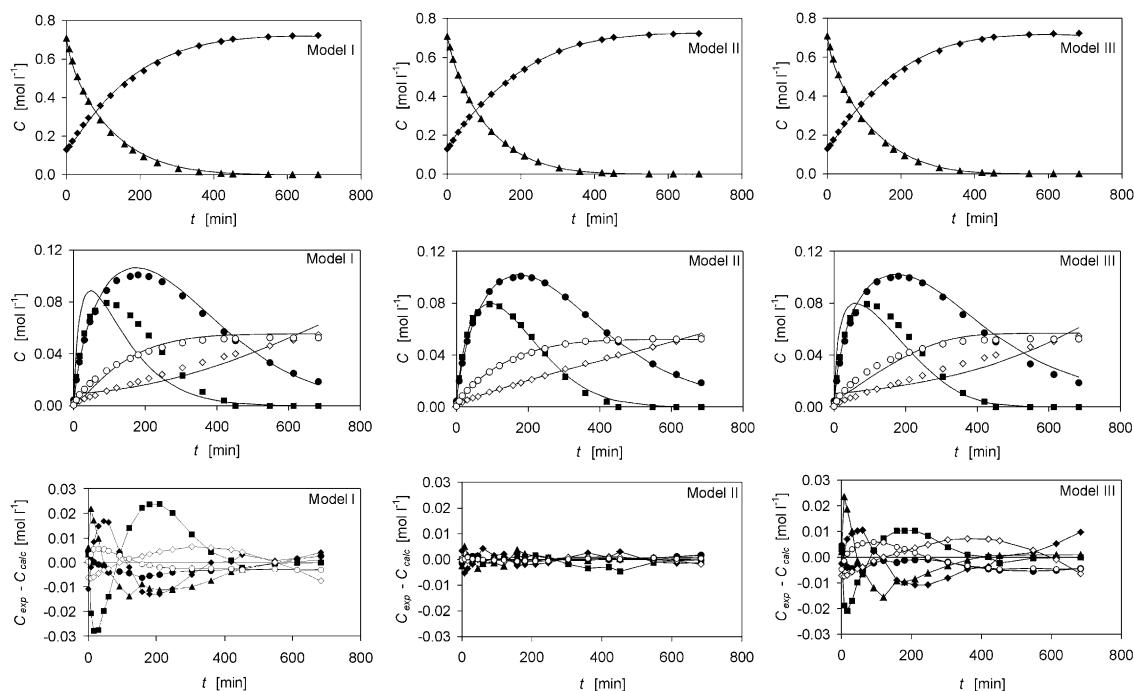 0.8
0.6
0.4
0.2
0.0
C [mol l⁻¹]
Model I
0 200 400 600 800
t [min]
0.8
0.6
0.4
0.2
0.0
C [mol l⁻¹]
Model II
0 200 400 600 800
t [min]
0.8
0.6
0.4
0.2
0.0
C [mol l⁻¹]
Model III
0 200 400 600 800
t [min]
0.12
0.08
0.04
0.00
C [mol l⁻¹]
Model I
0 200 400 600 800
t [min]
0.12
0.08
0.04
0.00
C [mol l⁻¹]
Model II
0 200 400 600 800
t [min]
0.12
0.08
0.04
0.00
C [mol l⁻¹]
Model III
0 200 400 600 800
t [min]
0.03
0.02
0.01
0.00
-0.01
-0.02
-0.03
C exp - C calc [mol l⁻¹]
Model I
0 200 400 600 800
t [min]
0.03
0.02
0.01
0.00
-0.01
-0.02
-0.03
C exp - C calc [mol l⁻¹]
Model II
0 200 400 600 800
t [min]
0.03
0.02
0.01
0.00
-0.01
-0.02
-0.03
C exp - C calc [mol l⁻¹]
Model III
0 200 400 600 800
t [min]